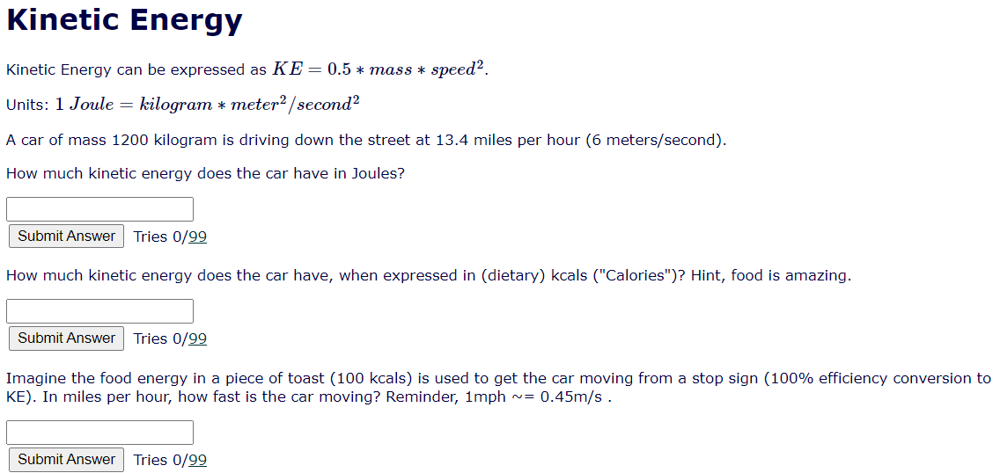 Kinetic Energy
Kinetic Energy can be expressed as KE = 0.5 * mass * speed².
Units: 1 Joule = kilogram * meter²/second²
A car of mass 1200 kilogram is driving down the street at 13.4 miles per hour (6 meters/second).
How much kinetic energy does the car have in Joules?
Submit Answer Tries 0/99
How much kinetic energy does the car have, when expressed in (dietary) kcals ("Calories")? Hint, food is amazing.
Submit Answer Tries 0/99
Imagine the food energy in a piece of toast (100 kcals) is used to get the car moving from a stop sign (100% efficiency conversion to
KE). In miles per hour, how fast is the car moving? Reminder, 1mph ~= 0.45m/s .
Submit Answer Tries 0/99